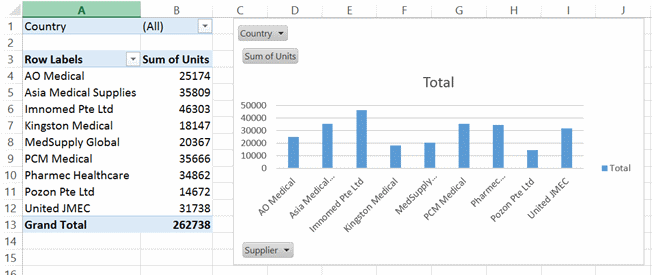 A B C D E F G H I J
1 Country (All)
2
3 Row Labels Sum of Units
4 AO Medical 25174
5 Asia Medical Supplies 35809
6 Imnomed Pte Ltd 46303
7 Kingston Medical 18147
8 MedSupply Global 20367
9 PCM Medical 35666
10 Pharmec Healthcare 34862
11 Pozon Pte Ltd 14672
12 United JMEC 31738
13 Grand Total 262738
14
15
16
Country
Sum of Units
Total
50000
40000
30000
20000
10000
0
AO Medical
Asia Medical...
Imnomed Pte Ltd
Kingston Medical
MedSupply...
PCM Medical
Pharmec...
Pozon Pte Ltd
United JMEC
Total
Supplier